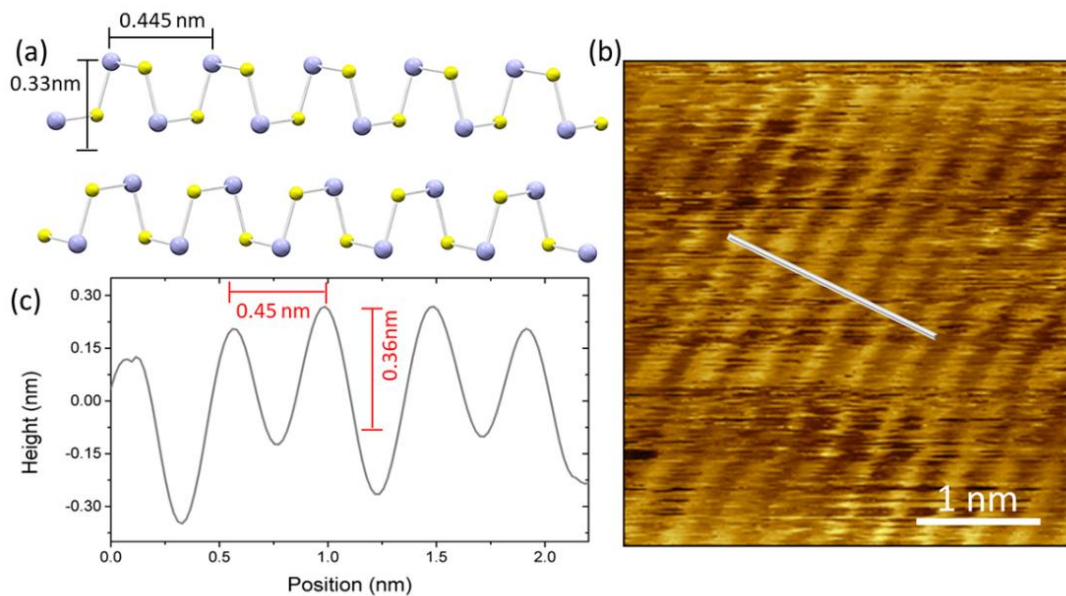 (a)
0.445 nm
0.33nm
(b)
1 nm
(c)
0.45 nm
0.36nm
0.30
0.15
0.00
-0.15
-0.30
Height (nm)
0.0 0.5 1.0 1.5 2.0
Position (nm)